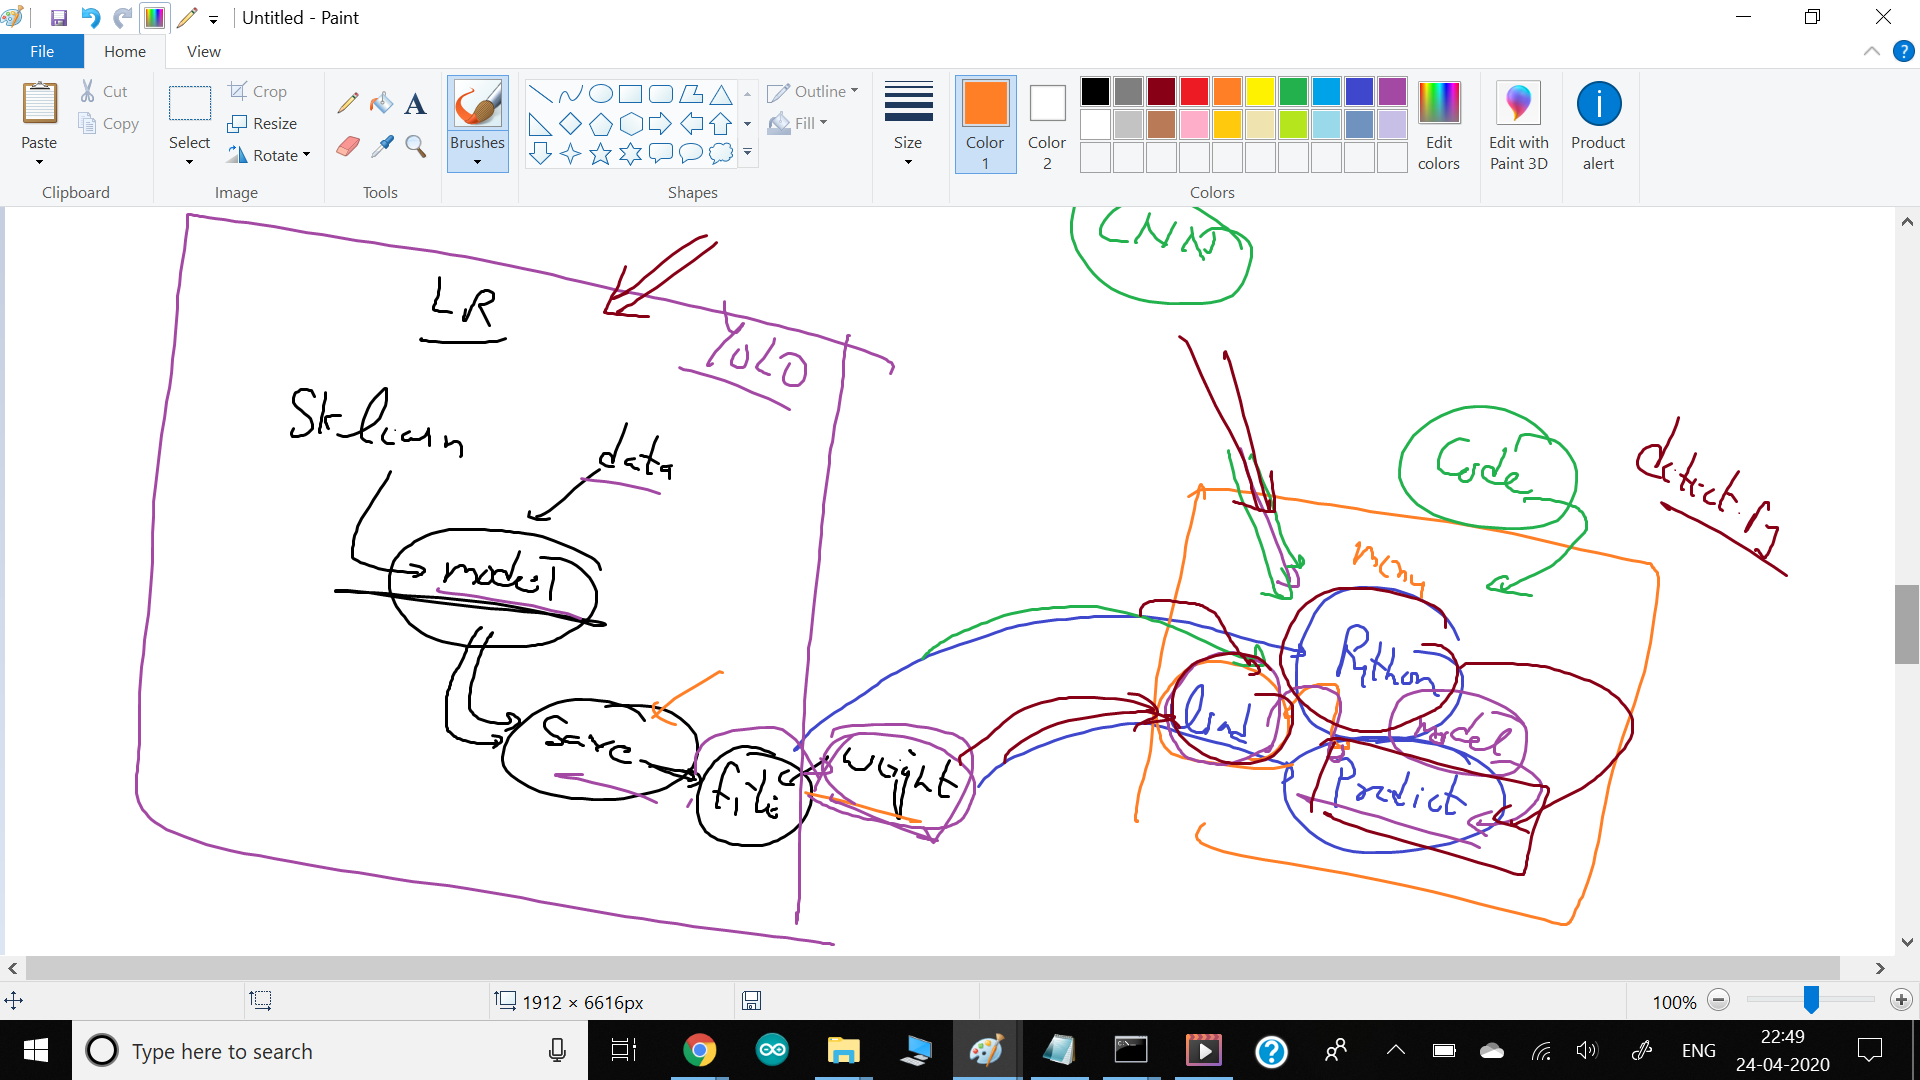 Untitled - Paint
File
Home
View
Paste
Cut
Copy
Clipboard
Select
Crop
Resize
Rotate
Image
A
Tools
Brushes
Outline
Fill
Shapes
Size
Color 1
Color 2
Edit colors
Colors
Edit with Paint 3D
Product alert
CNN
LR
YOLO
Sklearn
data
Code
detect.py
model
memy
Python
Save
file
weight
load
Model
Predict
1912 × 6616px
100%
Type here to search
ENG
22:49
24-04-2020